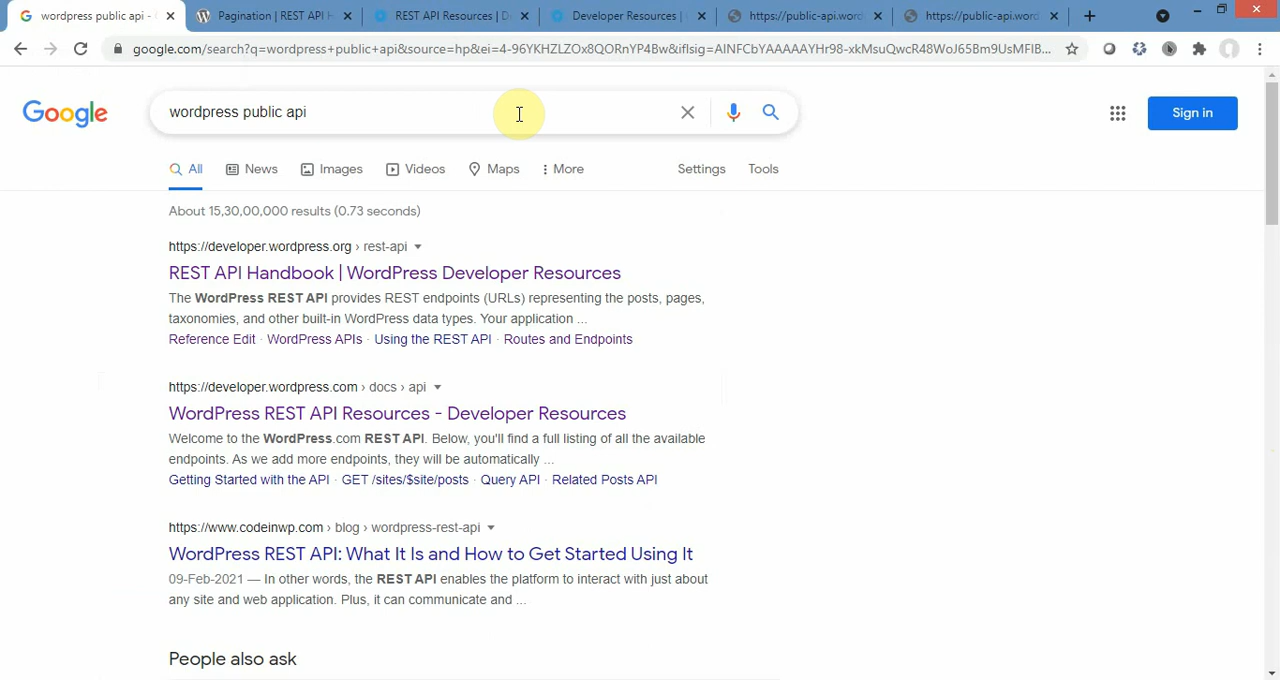 wordpress public api - G
Pagination | REST API H
REST API Resources | D
Developer Resources |
https://public-api.word
https://public-api.word
google.com/search?q=wordpress+public+api&source=hp&ei=4-96YKHZLZOx8QORnYP4Bw&iflsig=AINFCbYAAAAAYHr98-xkMsuQwcR48WoJ65Bm9UsMFIB...
Google
wordpress public api
Sign in
All
News
Images
Videos
Maps
More
Settings
Tools
About 15,30,00,000 results (0.73 seconds)
https://developer.wordpress.org › rest-api
REST API Handbook | WordPress Developer Resources
The WordPress REST API provides REST endpoints (URLs) representing the posts, pages,
taxonomies, and other built-in WordPress data types. Your application ...
Reference Edit · WordPress APIs · Using the REST API · Routes and Endpoints
https://developer.wordpress.com › docs › api
WordPress REST API Resources - Developer Resources
Welcome to the WordPress.com REST API. Below, you'll find a full listing of all the available
endpoints. As we add more endpoints, they will be automatically ...
Getting Started with the API · GET /sites/$site/posts · Query API · Related Posts API
https://www.codeinwp.com › blog › wordpress-rest-api
WordPress REST API: What It Is and How to Get Started Using It
09-Feb-2021 — In other words, the REST API enables the platform to interact with just about
any site and web application. Plus, it can communicate and ...
People also ask